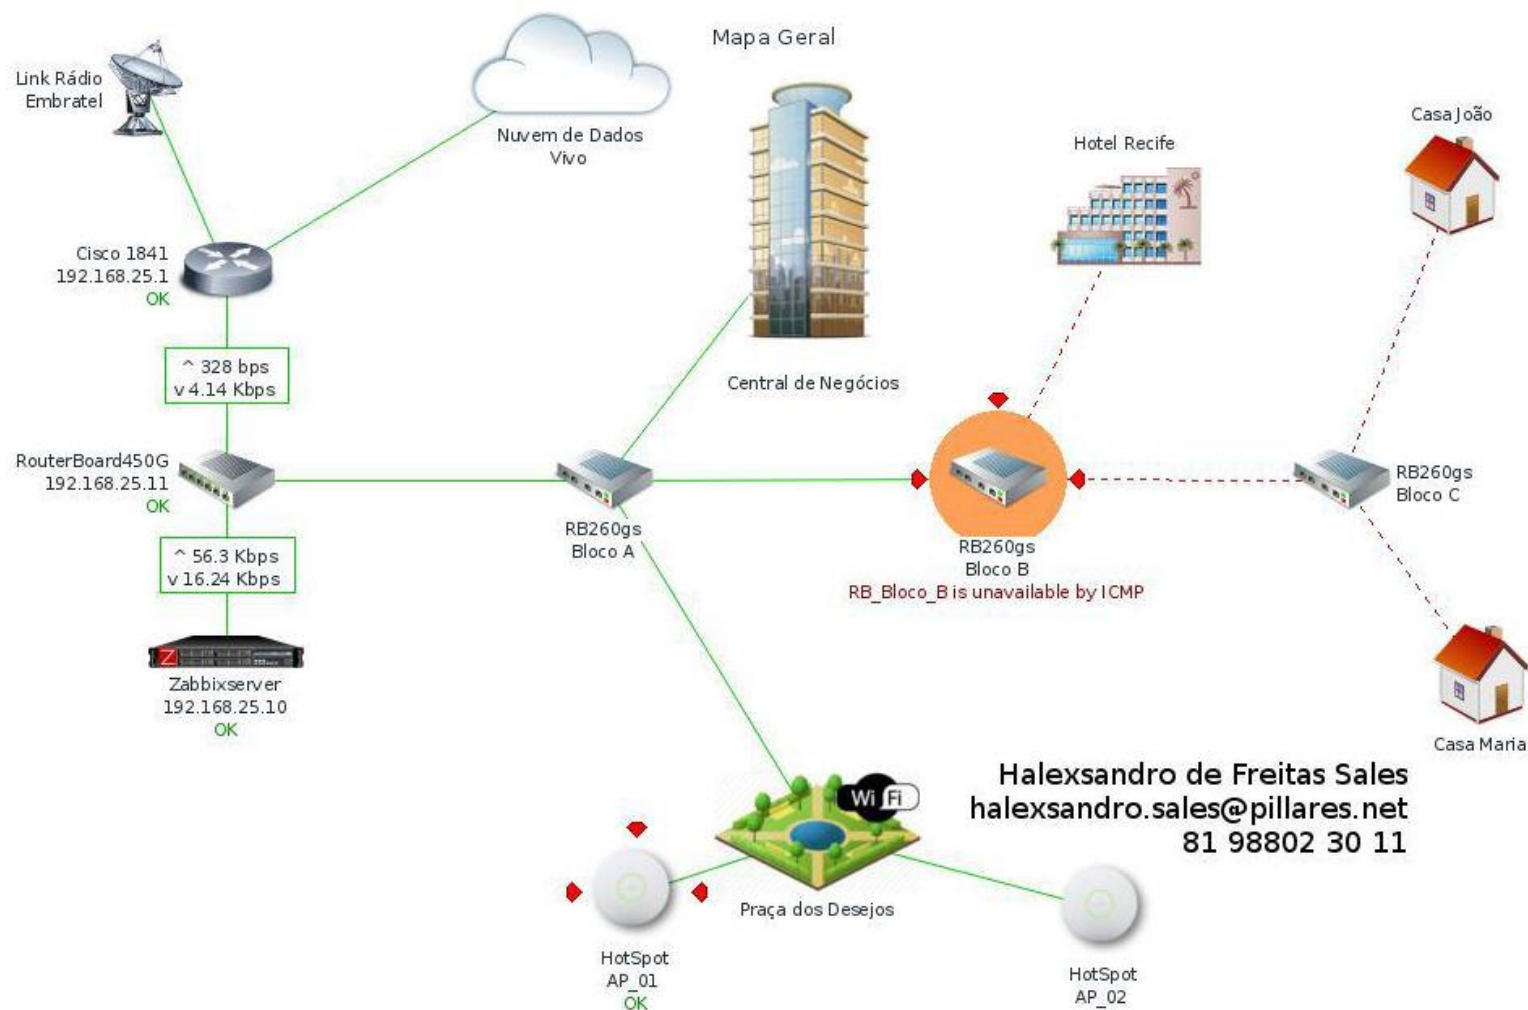 Mapa Geral
Link Rádio
Embratel
Nuvem de Dados
Vivo
Casa João
Hotel Recife
Cisco 1841
192.168.25.1
OK
^ 328 bps
v 4.14 Kbps
Central de Negócios
RouterBoard450G
192.168.25.11
OK
RB260gs
Bloco A
RB260gs
Bloco B
RB_Bloco_B is unavailable by ICMP
RB260gs
Bloco C
^ 56.3 Kbps
v 16.24 Kbps
Z
Zabbixserver
192.168.25.10
OK
Casa Maria
Halexsandro de Freitas Sales
halexsandro.sales@pillares.net
81 98802 30 11
Wi Fi
Praça dos Desejos
HotSpot
AP_01
OK
HotSpot
AP_02